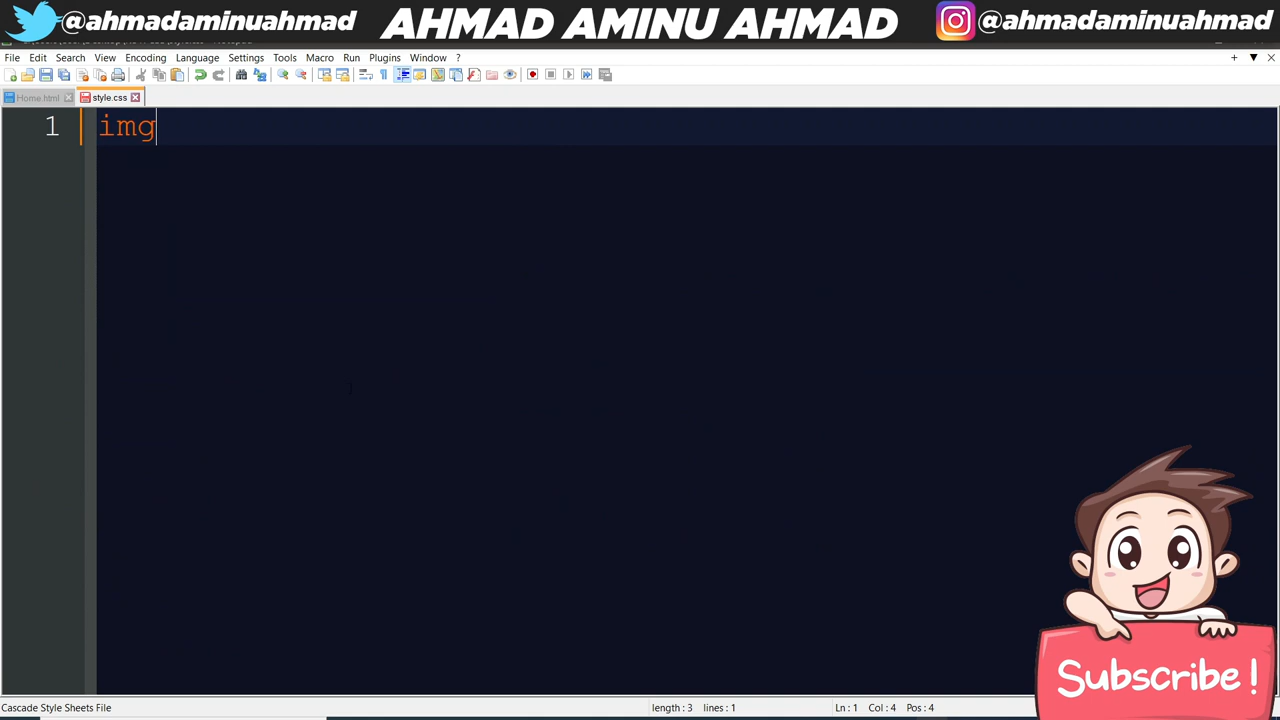 @ahmadaminuahmad AHMAD AMINU AHMAD @ahmadaminuahmad
File Edit Search View Encoding Language Settings Tools Macro Run Plugins Window ?
Home.html style.css
1 img
Subscribe!
Cascade Style Sheets File length : 3 lines : 1 Ln : 1 Col : 4 Pos : 4